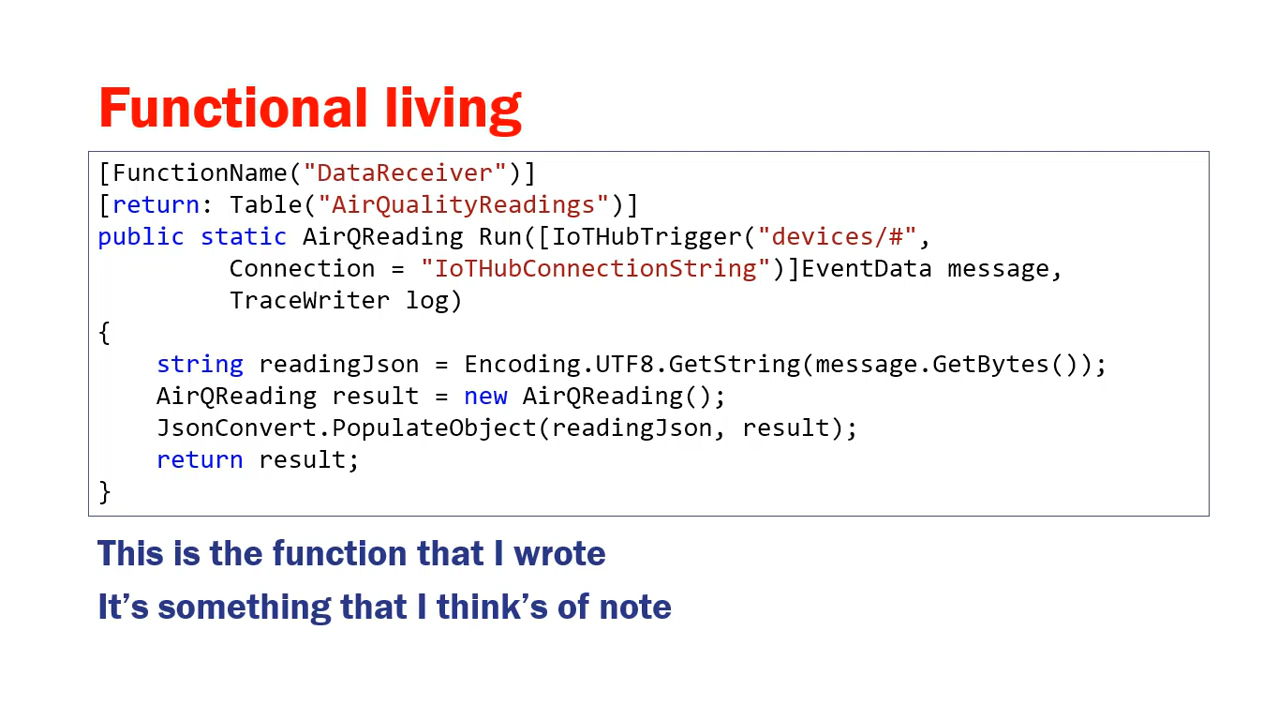 Functional living
[FunctionName("DataReceiver")]
[return: Table("AirQualityReadings")]
public static AirQReading Run([IoTHubTrigger("devices/#",
Connection = "IoTHubConnectionString")]EventData message,
TraceWriter log)
{
string readingJson = Encoding.UTF8.GetString(message.GetBytes());
AirQReading result = new AirQReading();
JsonConvert.PopulateObject(readingJson, result);
return result;
}
This is the function that I wrote
It’s something that I think’s of note